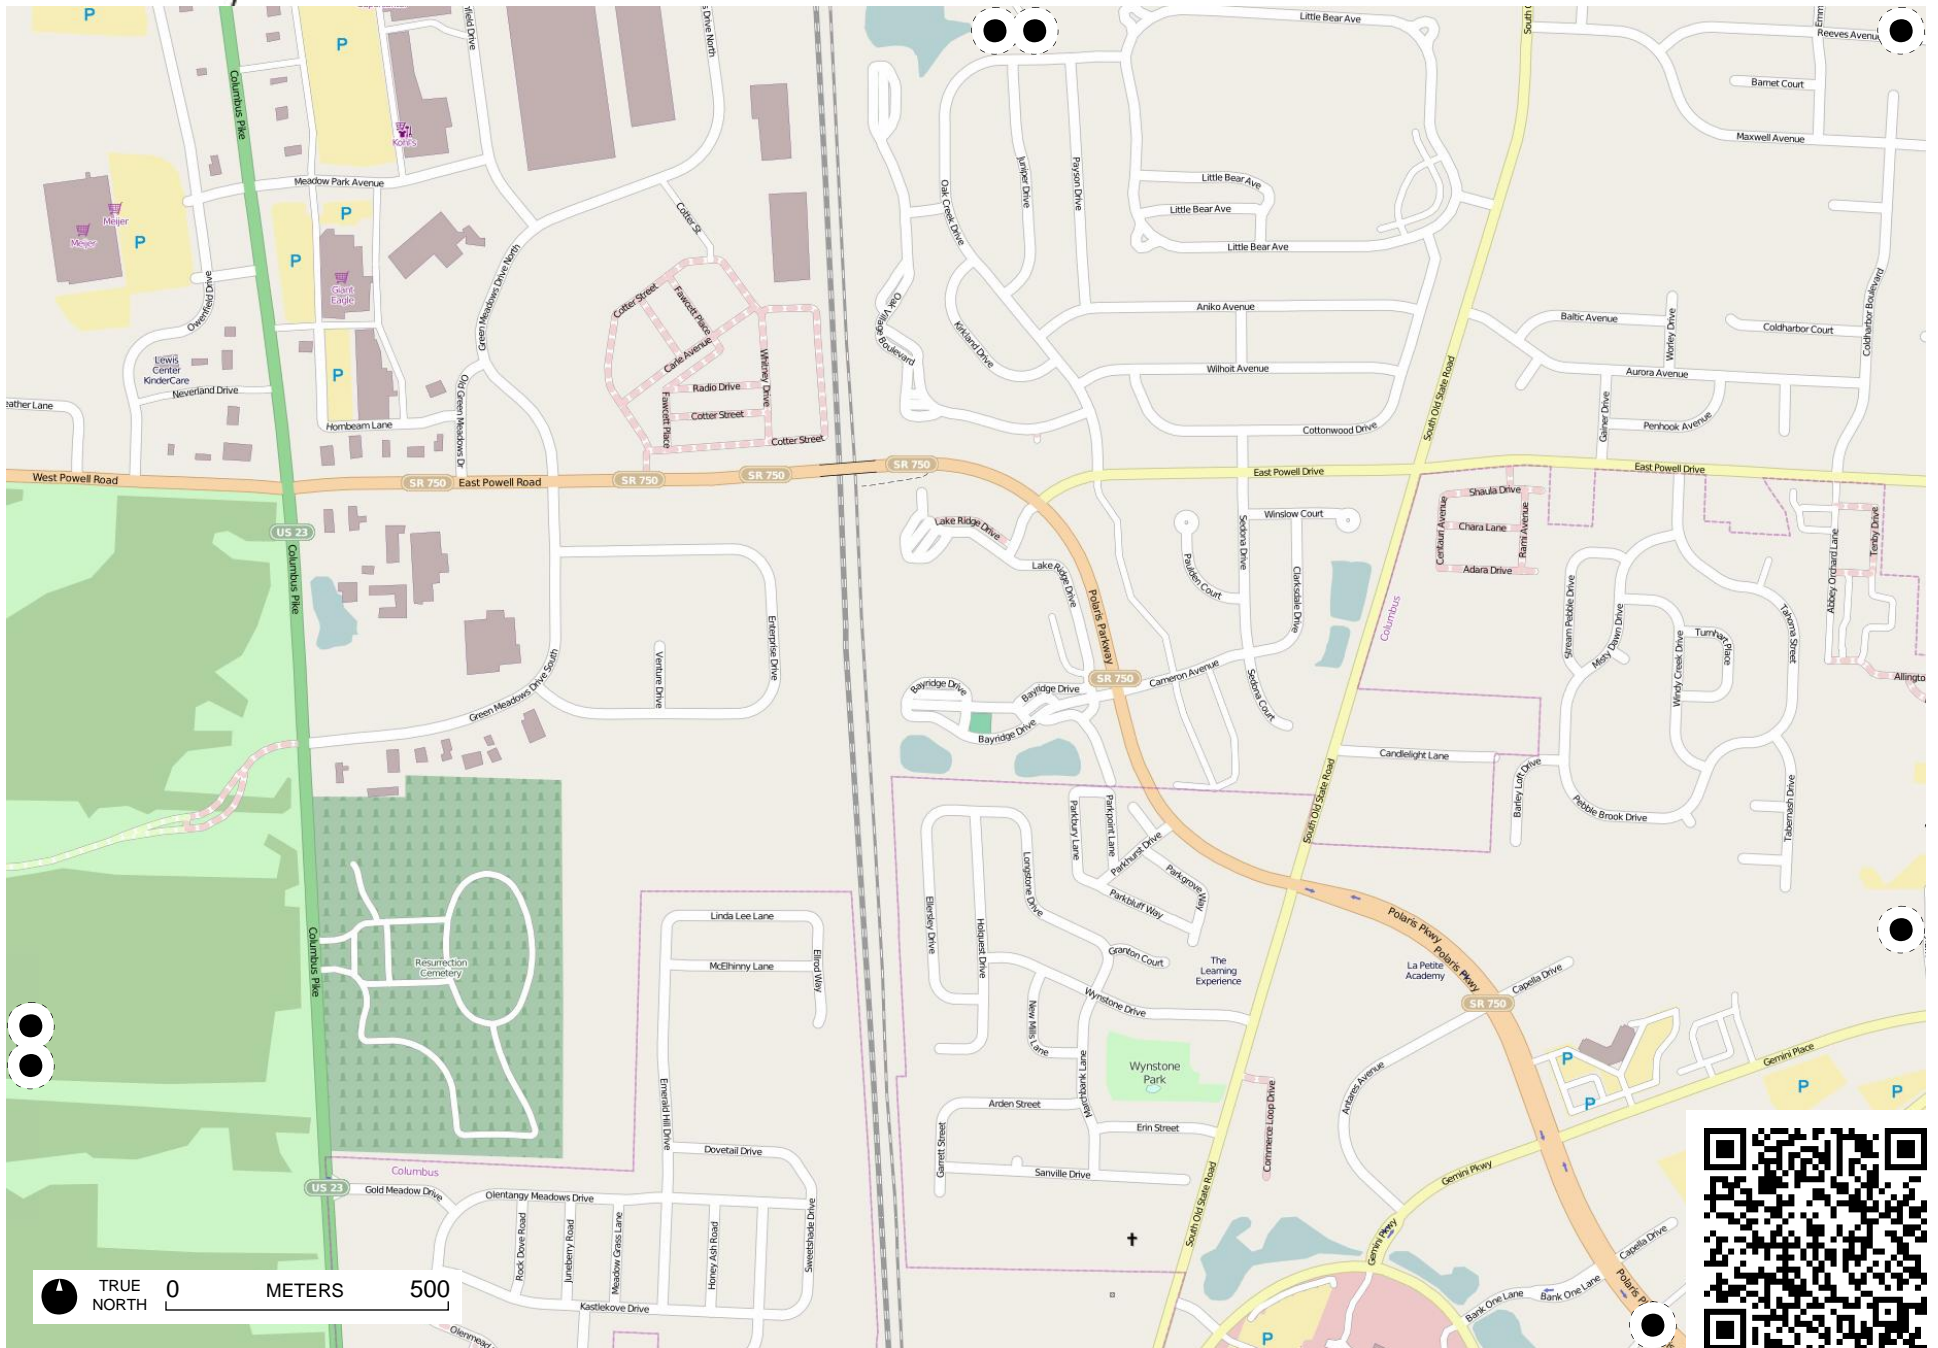 P
P
Columbus Pike
Kohl's
Meadow Park Avenue
Meijer
Meijer
P
P
P
Giant
Eagle
P
Owenfield Drive
Lewis
Center
KinderCare
Neverland Drive
Hornbeam Lane
Green Meadows Drive North
Old Green Meadows Dr
Cotter St
Cotter Street
Fawcett Place
Carle Avenue
Whitney Drive
Radio Drive
Cotter Street
Fawcett Place
Cotter Street
West Powell Road
SR 750
East Powell Road
SR 750
SR 750
SR 750
US 23
Columbus Pike
Little Bear Ave
Little Bear Ave
Little Bear Ave
Little Bear Ave
Juniper Drive
Payson Drive
Oak Creek Drive
Oak Village Boulevard
Kirkland Drive
Aniko Avenue
Wilhoit Avenue
Cottonwood Drive
East Powell Drive
East Powell Drive
South Old State Road
Reeves Avenue
Barnet Court
Maxwell Avenue
Coldharbor Boulevard
Coldharbor Court
Baltic Avenue
Worley Drive
Aurora Avenue
Gainer Drive
Penhook Avenue
Shaula Drive
Centauri Avenue
Chara Lane
Rami Avenue
Adara Drive
Tenby Drive
Abbey Orchard Lane
Winslow Court
Sedona Drive
Paulden Court
Clarksdale Drive
Lake Ridge Drive
Lake Ridge Drive
Polaris Parkway
SR 750
Cameron Avenue
Sedona Court
Columbus
Stream Pebble Drive
Misty Dawn Drive
Windy Creek Drive
Turnhart Place
Tahoma Street
Enterprise Drive
Venture Drive
Green Meadows Drive South
Bayridge Drive
Bayridge Drive
Bayridge Drive
Candlelight Lane
Barley Loft Drive
Pebble Brook Drive
Tabernash Drive
South Old State Road
Parkbury Lane
Parkpoint Lane
Parkhurst Drive
Parkgrove Way
Parkbluff Way
Longstone Drive
Ellersley Drive
Holquest Drive
Granton Court
Wynstone Drive
New Mills Lane
Marchbank Lane
The
Learning
Experience
Wynstone
Park
Polaris Pkwy
Polaris Pkwy
La Petite
Academy
Capella Drive
SR 750
Antares Avenue
Gemini Place
P
P
P
P
Columbus Pike
Resurrection
Cemetery
Linda Lee Lane
McElhinny Lane
Ellrod Way
Emerald Hill Drive
Arden Street
Erin Street
Garrett Street
Sanville Drive
Commerce Loop Drive
South Old State Road
Gemini Pkwy
Gemini Pkwy
Columbus
US 23
Gold Meadow Drive
Olentangy Meadows Drive
Dovetail Drive
Rock Dove Road
Juneberry Road
Meadow Grass Lane
Honey Ash Road
Sweetshade Drive
Kastlekove Drive
Capella Drive
Bank One Lane
Bank One Lane
P
TRUE
NORTH
0 METERS 500